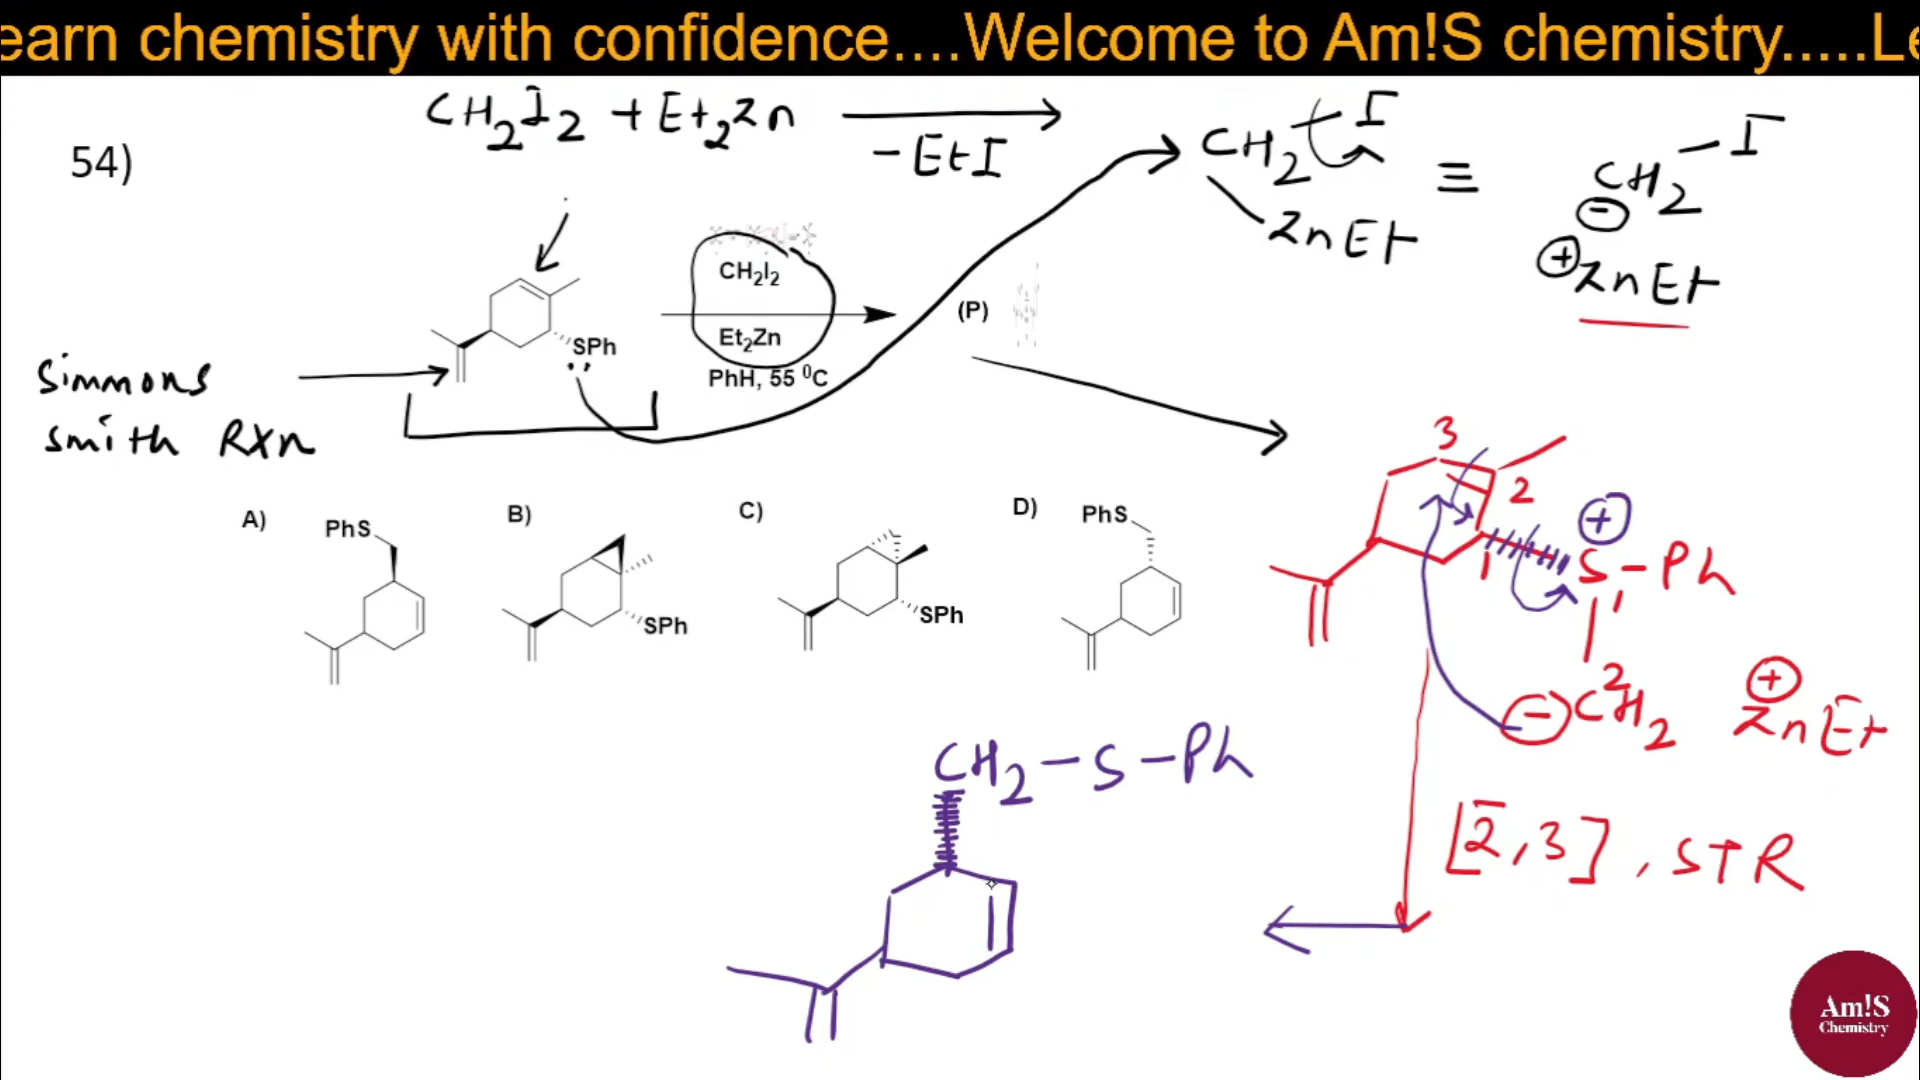 earn chemistry with confidence....Welcome to Am!S chemistry.....Le
54)
CH2I2 + Et2Zn
-EtI
CH2 I
ZnEt
≡
CH2-I
⊖
⊕ZnEt
CH₂I₂
Et₂Zn
PhH, 55 ⁰C
(P)
SPh
Simmons
smith RXn
A)
PhS
B)
SPh
C)
SPh
D)
PhS
3
2
1
⊕
S-Ph
1'
2'
⊖CH2
⊕
ZnEt
[2,3], STR
CH2-S-Ph
Am!S
Chemistry